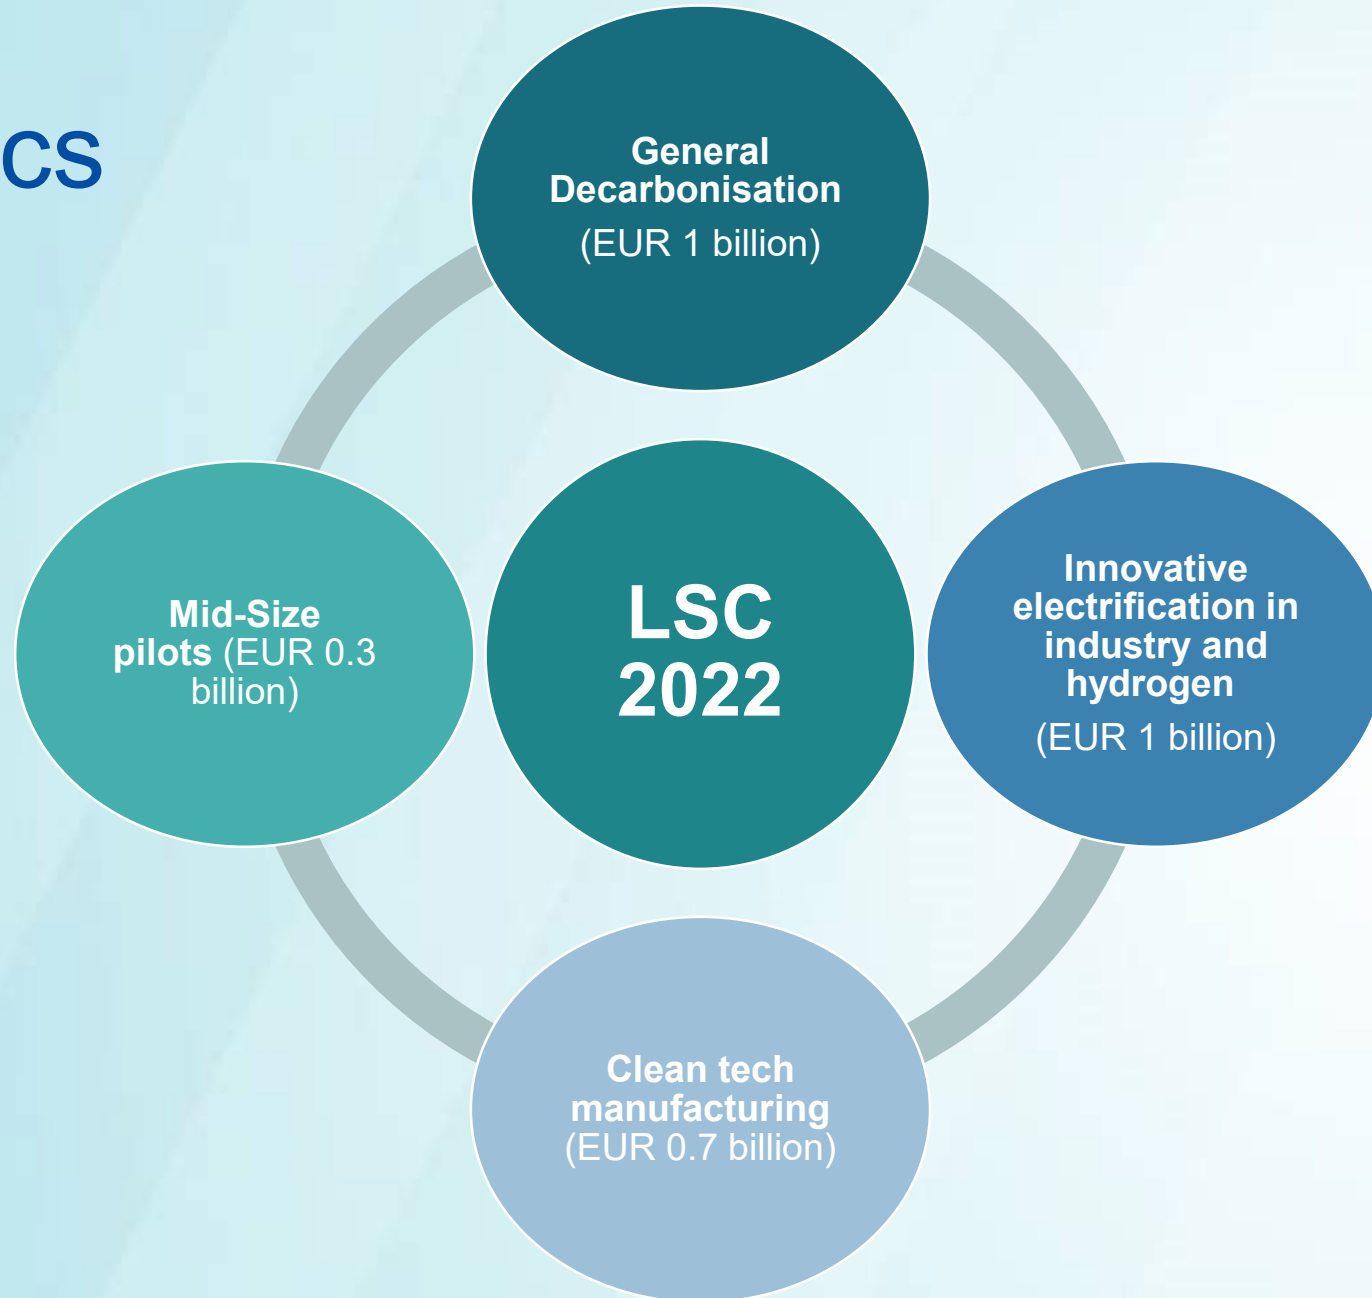 cs
General
Decarbonisation
(EUR 1 billion)
Mid-Size
pilots (EUR 0.3
billion)
LSC
2022
Innovative
electrification in
industry and
hydrogen
(EUR 1 billion)
Clean tech
manufacturing
(EUR 0.7 billion)